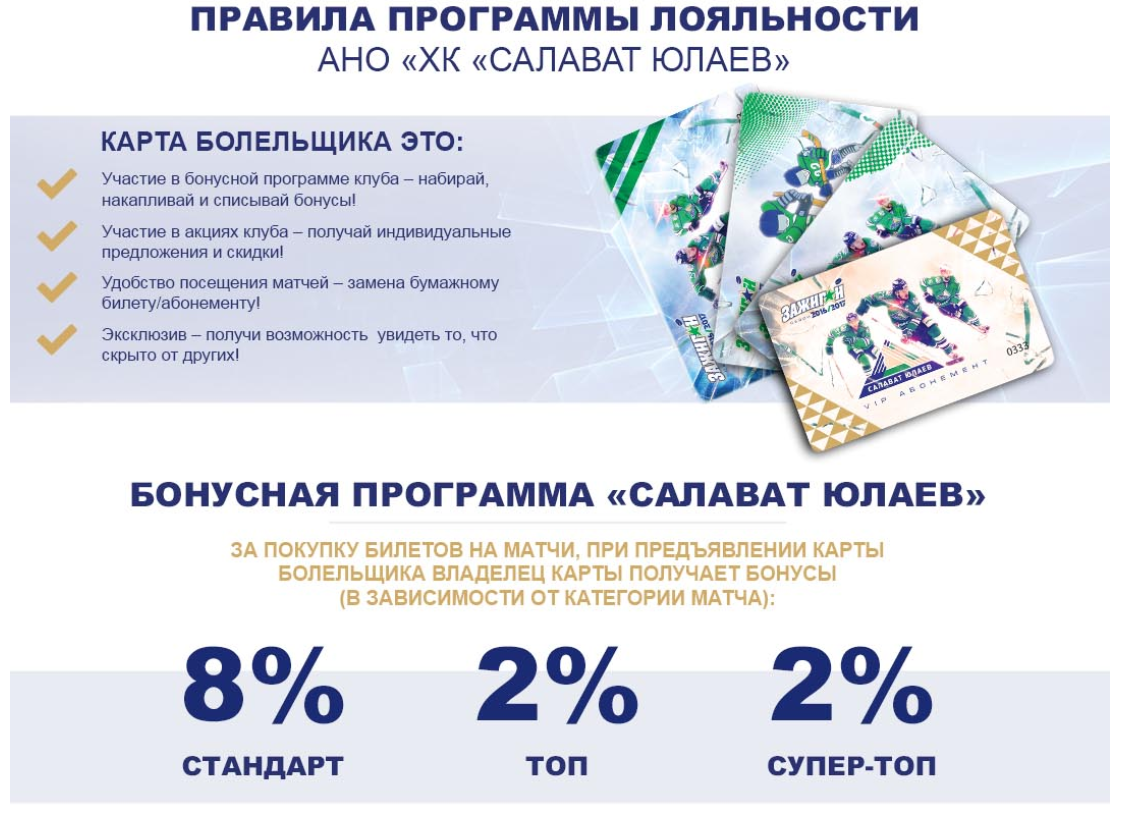 ПРАВИЛА ПРОГРАММЫ ЛОЯЛЬНОСТИ
АНО «ХК «САЛАВАТ ЮЛАЕВ»
КАРТА БОЛЕЛЬЩИКА ЭТО:
Участие в бонусной программе клуба – набирай,
накапливай и списывай бонусы!
Участие в акциях клуба – получай индивидуальные
предложения и скидки!
Удобство посещения матчей – замена бумажному
билету/абонементу!
Эксклюзив – получи возможность увидеть то, что
скрыто от других!
ЗАЖИГАЙ
2016/2017
ЗАЖИГАЙ
СЕЗОН 2016/2017
0333
САЛАВАТ ЮЛАЕВ
VIP АБОНЕМЕНТ
БОНУСНАЯ ПРОГРАММА «САЛАВАТ ЮЛАЕВ»
ЗА ПОКУПКУ БИЛЕТОВ НА МАТЧИ, ПРИ ПРЕДЪЯВЛЕНИИ КАРТЫ
БОЛЕЛЬЩИКА ВЛАДЕЛЕЦ КАРТЫ ПОЛУЧАЕТ БОНУСЫ
(В ЗАВИСИМОСТИ ОТ КАТЕГОРИИ МАТЧА):
8% 2% 2%
СТАНДАРТ ТОП СУПЕР-ТОП